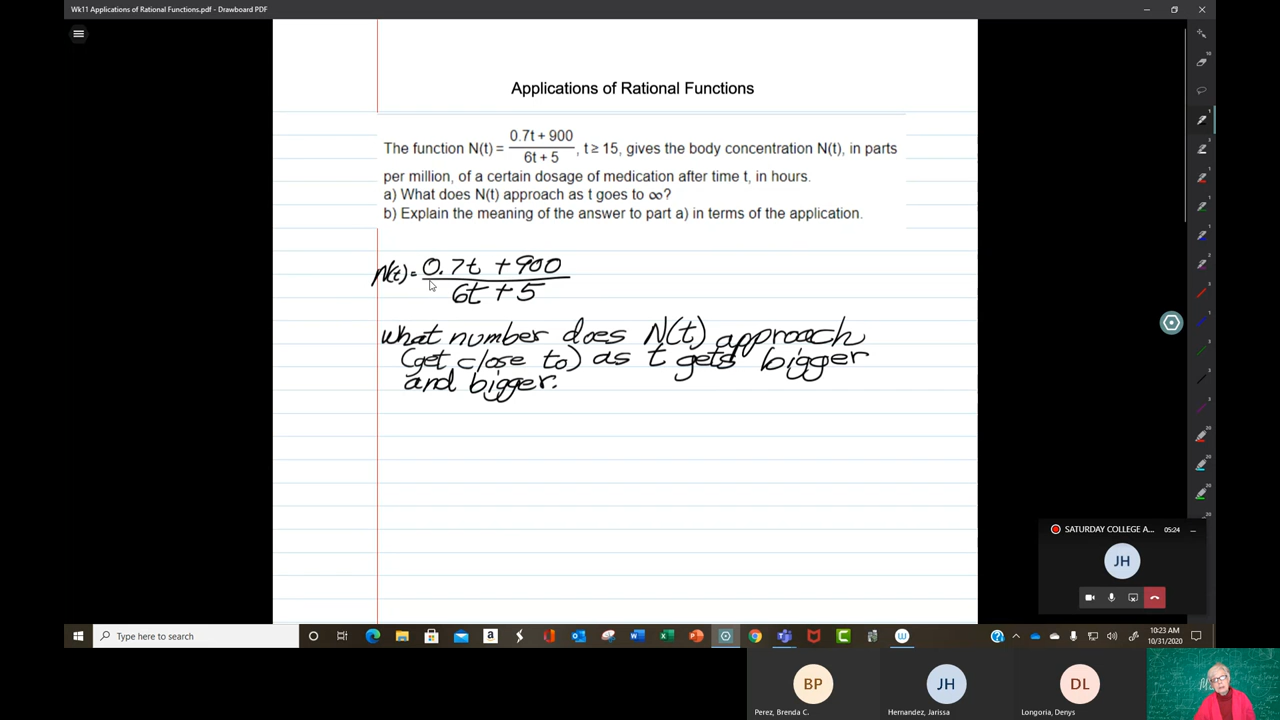 Wk11 Applications of Rational Functions.pdf - Drawboard PDF
Applications of Rational Functions
The function N(t) = 0.7t + 900 / 6t + 5 , t ≥ 15, gives the body concentration N(t), in parts
per million, of a certain dosage of medication after time t, in hours.
a) What does N(t) approach as t goes to ∞?
b) Explain the meaning of the answer to part a) in terms of the application.
N(t) = 0.7t + 900 / 6t + 5
What number does N(t) approach
(get close to) as t gets bigger
and bigger.
SATURDAY COLLEGE A... 05:24
JH
Type here to search
10:23 AM
10/31/2020
BP
JH
DL
Perez, Brenda C.
Hernandez, Jarissa
Longoria, Denys